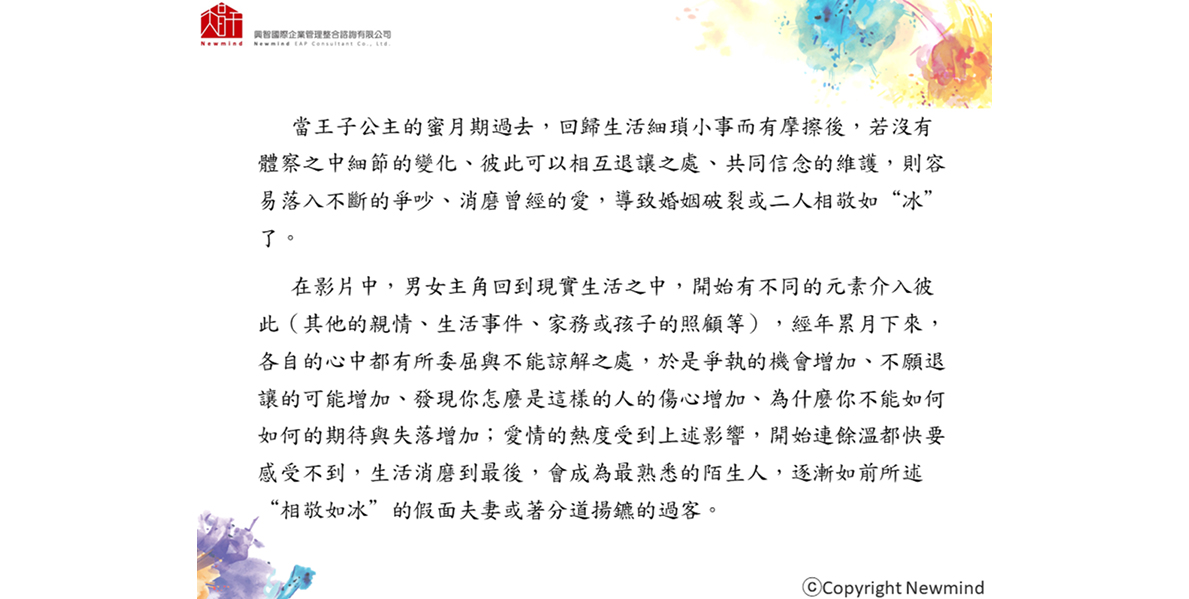 Newmind
興智國際企業管理整合諮詢有限公司
Newmind EAP Consultant Co., Ltd.
當王子公主的蜜月期過去，回歸生活細瑣小事而有摩擦後，若沒有
體察之中細節的變化、彼此可以相互退讓之處、共同信念的維護，則容
易落入不斷的爭吵、消磨曾經的愛，導致婚姻破裂或二人相敬如“冰”
了。
在影片中，男女主角回到現實生活之中，開始有不同的元素介入彼
此（其他的親情、生活事件、家務或孩子的照顧等），經年累月下來，
各自的心中都有所委屈與不能諒解之處，於是爭執的機會增加、不願退
讓的可能增加、發現你怎麼是這樣的人的傷心增加、為什麼你不能如何
如何的期待與失落增加；愛情的熱度受到上述影響，開始連餘溫都快要
感受不到，生活消磨到最後，會成為最熟悉的陌生人，逐漸如前所述
“相敬如冰”的假面夫妻或著分道揚鑣的過客。
ⓒCopyright Newmind